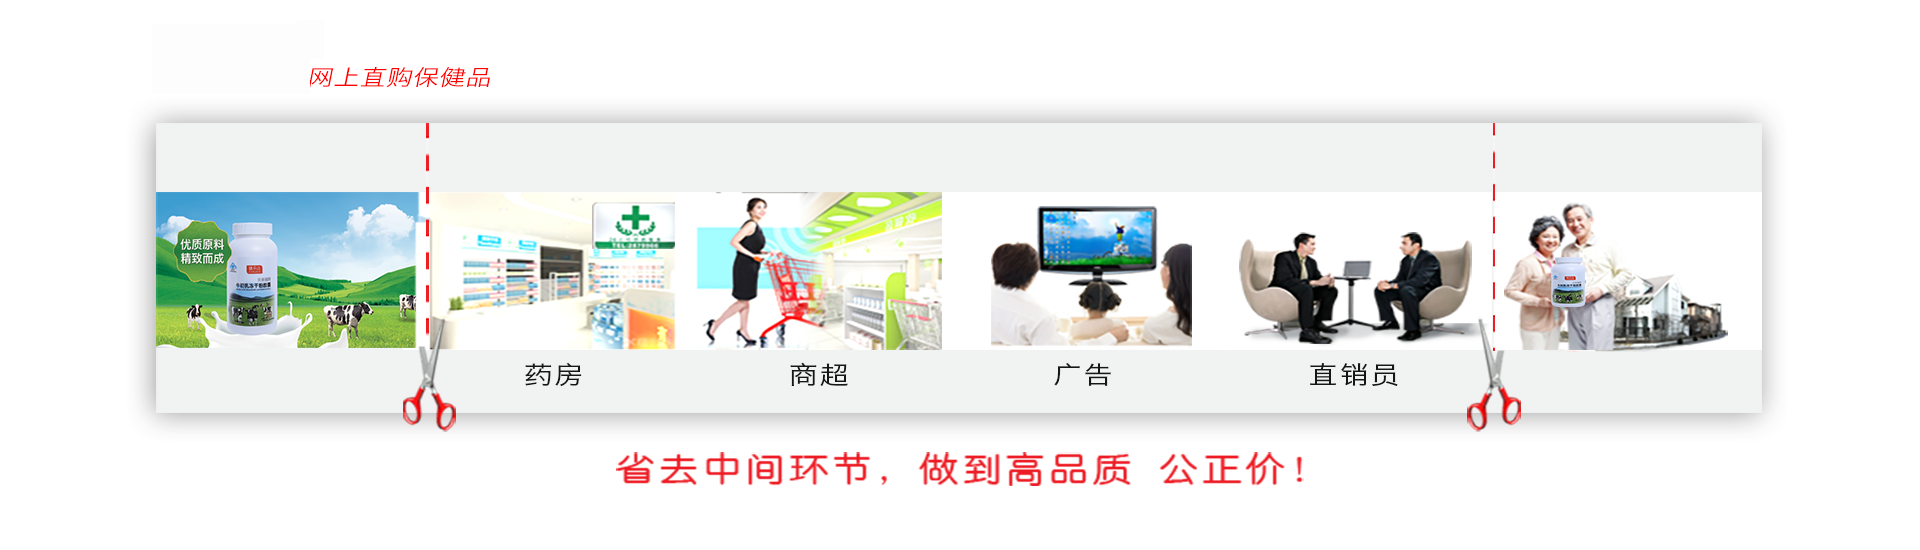 网上直购保健品
优质原料
精致而成
TEL:2879966
药房
商超
广告
直销员
省去中间环节，做到高品质 公正价！